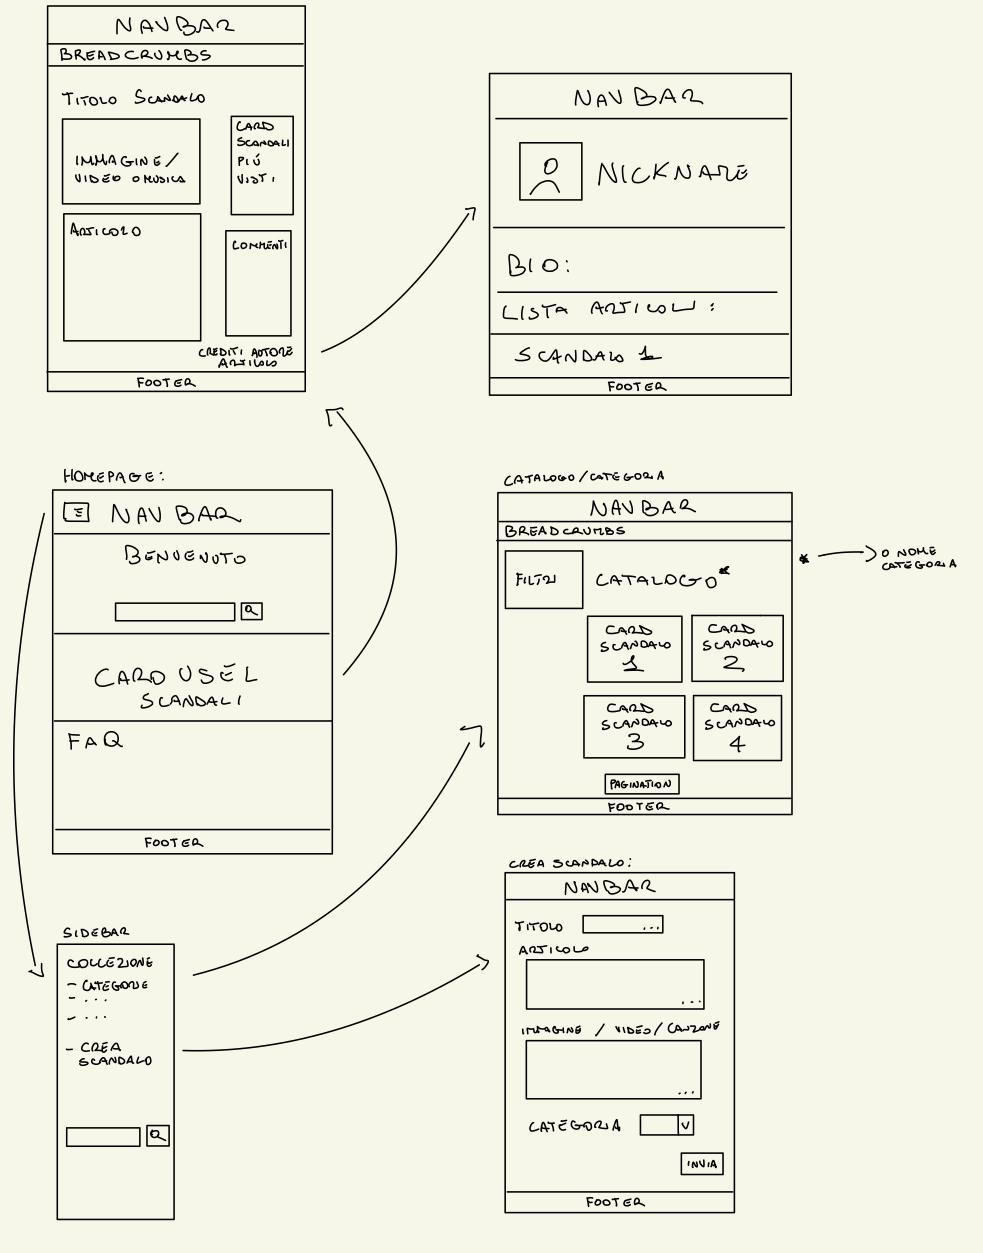 NAVBAR
BREADCRUMBS
TITOLO SCANDALO
IMMAGINE/
VIDEO O MUSICA
CARD
SCANDALI
PIÚ
VISTI
ARTICOLO
COMMENTI
CREDITI AUTORE
ARTICOLO
FOOTER
NAVBAR
NICKNAME
BIO:
LISTA ARTICOLI:
SCANDALO 1
FOOTER
HOMEPAGE:
NAVBAR
BENVENUTO
CAROUSEL
SCANDALI
FAQ
FOOTER
CATALOGO/CATEGORIA
NAVBAR
BREADCRUMBS
FILTRI
CATALOGO*
CARD
SCANDALO
1
CARD
SCANDALO
2
CARD
SCANDALO
3
CARD
SCANDALO
4
PAGINATION
FOOTER
* O NOME
CATEGORIA
SIDEBAR
COLLEZIONE
- CATEGORIE
- ...
- ...
- CREA
SCANDALO
CREA SCANDALO:
NAVBAR
TITOLO ...
ARTICOLO
...
IMMAGINE / VIDEO/CANZONE
...
CATEGORIA V
INVIA
FOOTER